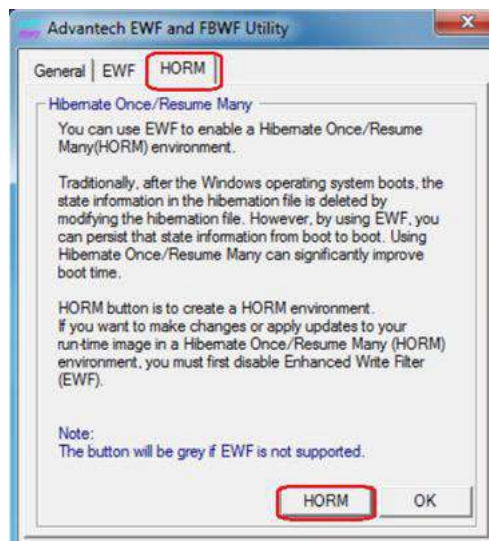 Advantech EWF and FBWF Utility
General EWF HORM
Hibernate Once/Resume Many
You can use EWF to enable a Hibernate Once/Resume
Many(HORM) environment.
Traditionally, after the Windows operating system boots, the
state information in the hibernation file is deleted by
modifying the hibernation file. However, by using EWF, you
can persist that state information from boot to boot. Using
Hibernate Once/Resume Many can significantly improve
boot time.
HORM button is to create a HORM environment.
If you want to make changes or apply updates to your
run-time image in a Hibernate Once/Resume Many (HORM)
environment, you must first disable Enhanced Write Filter
(EWF).
Note:
The button will be grey if EWF is not supported.
HORM OK